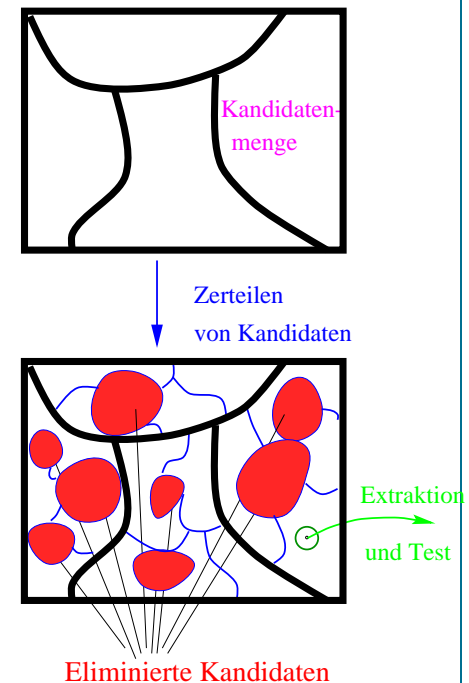 Kandidaten-
menge
Zerteilen
von Kandidaten
Extraktion
und Test
Eliminierte Kandidaten